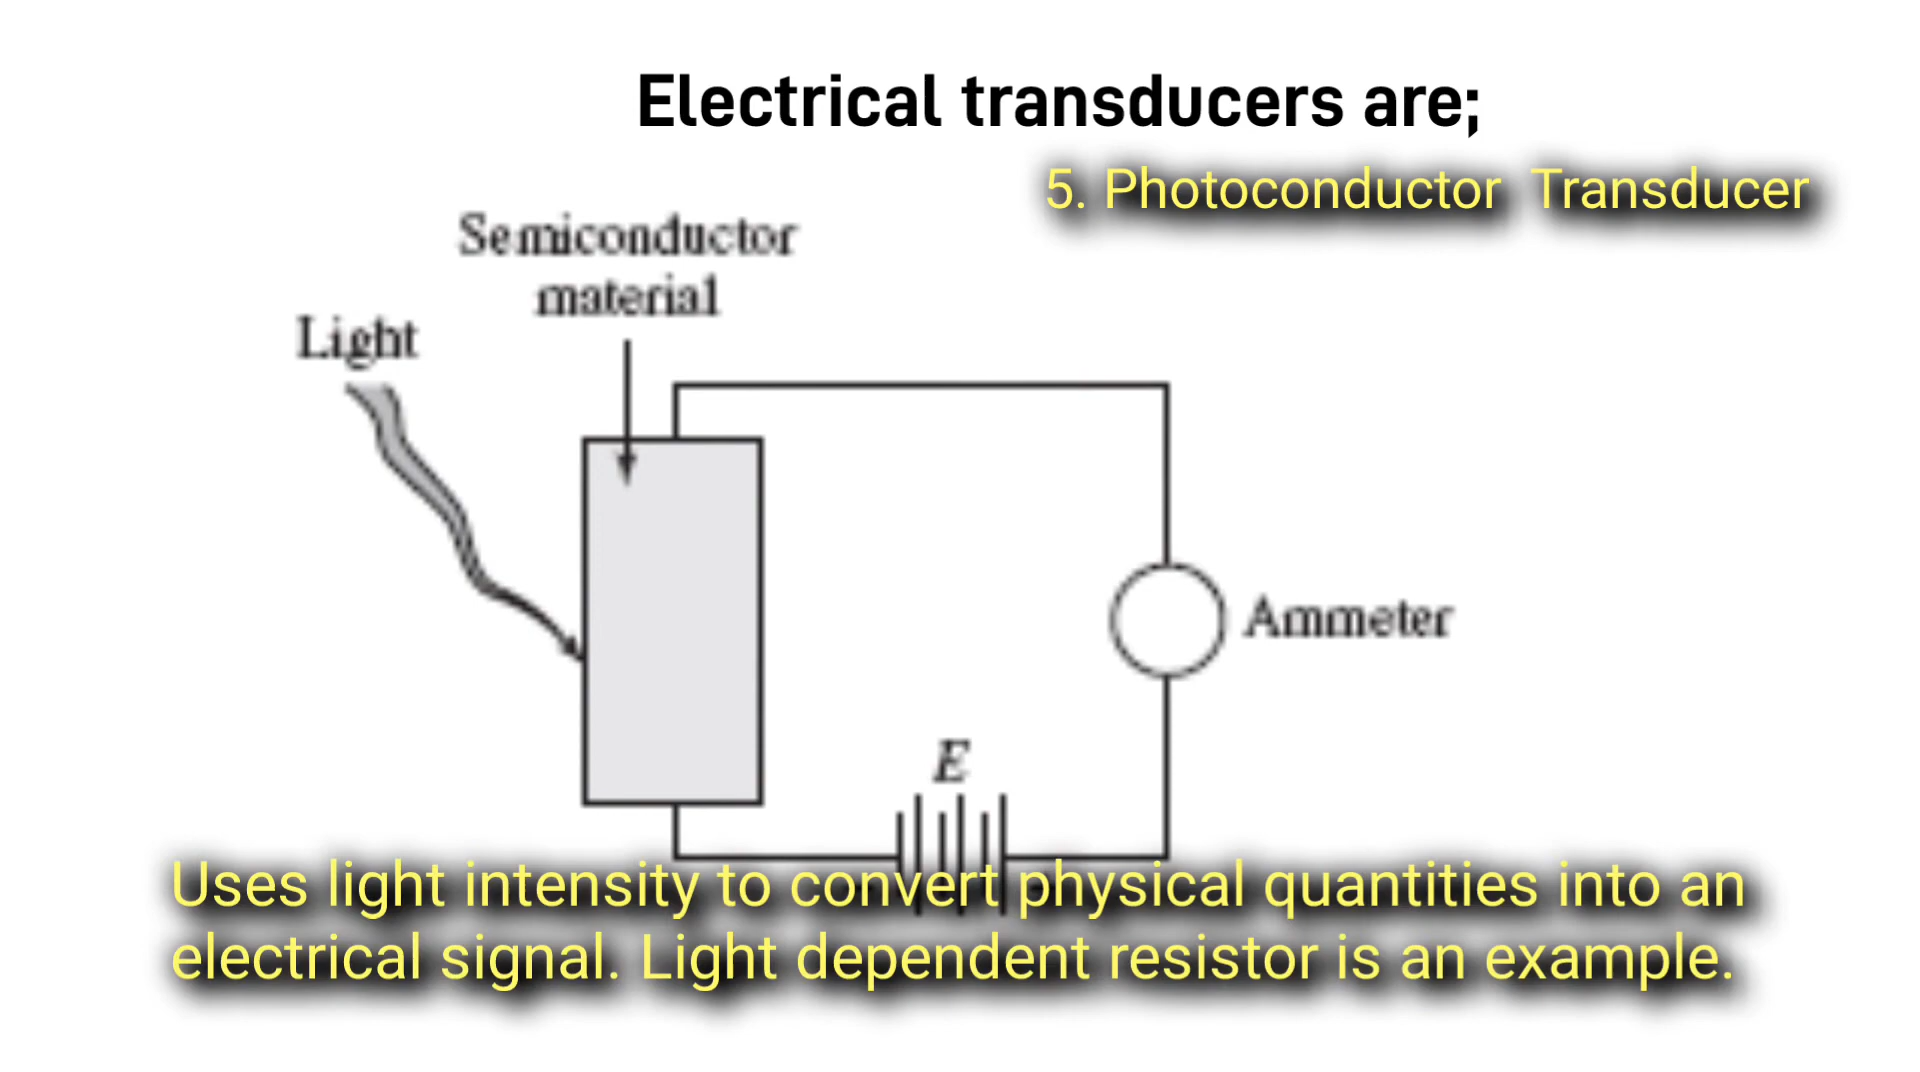 Electrical transducers are;
5. Photoconductor Transducer
Semiconductor
material
Light
Ammeter
E
Uses light intensity to convert physical quantities into an
electrical signal. Light dependent resistor is an example.